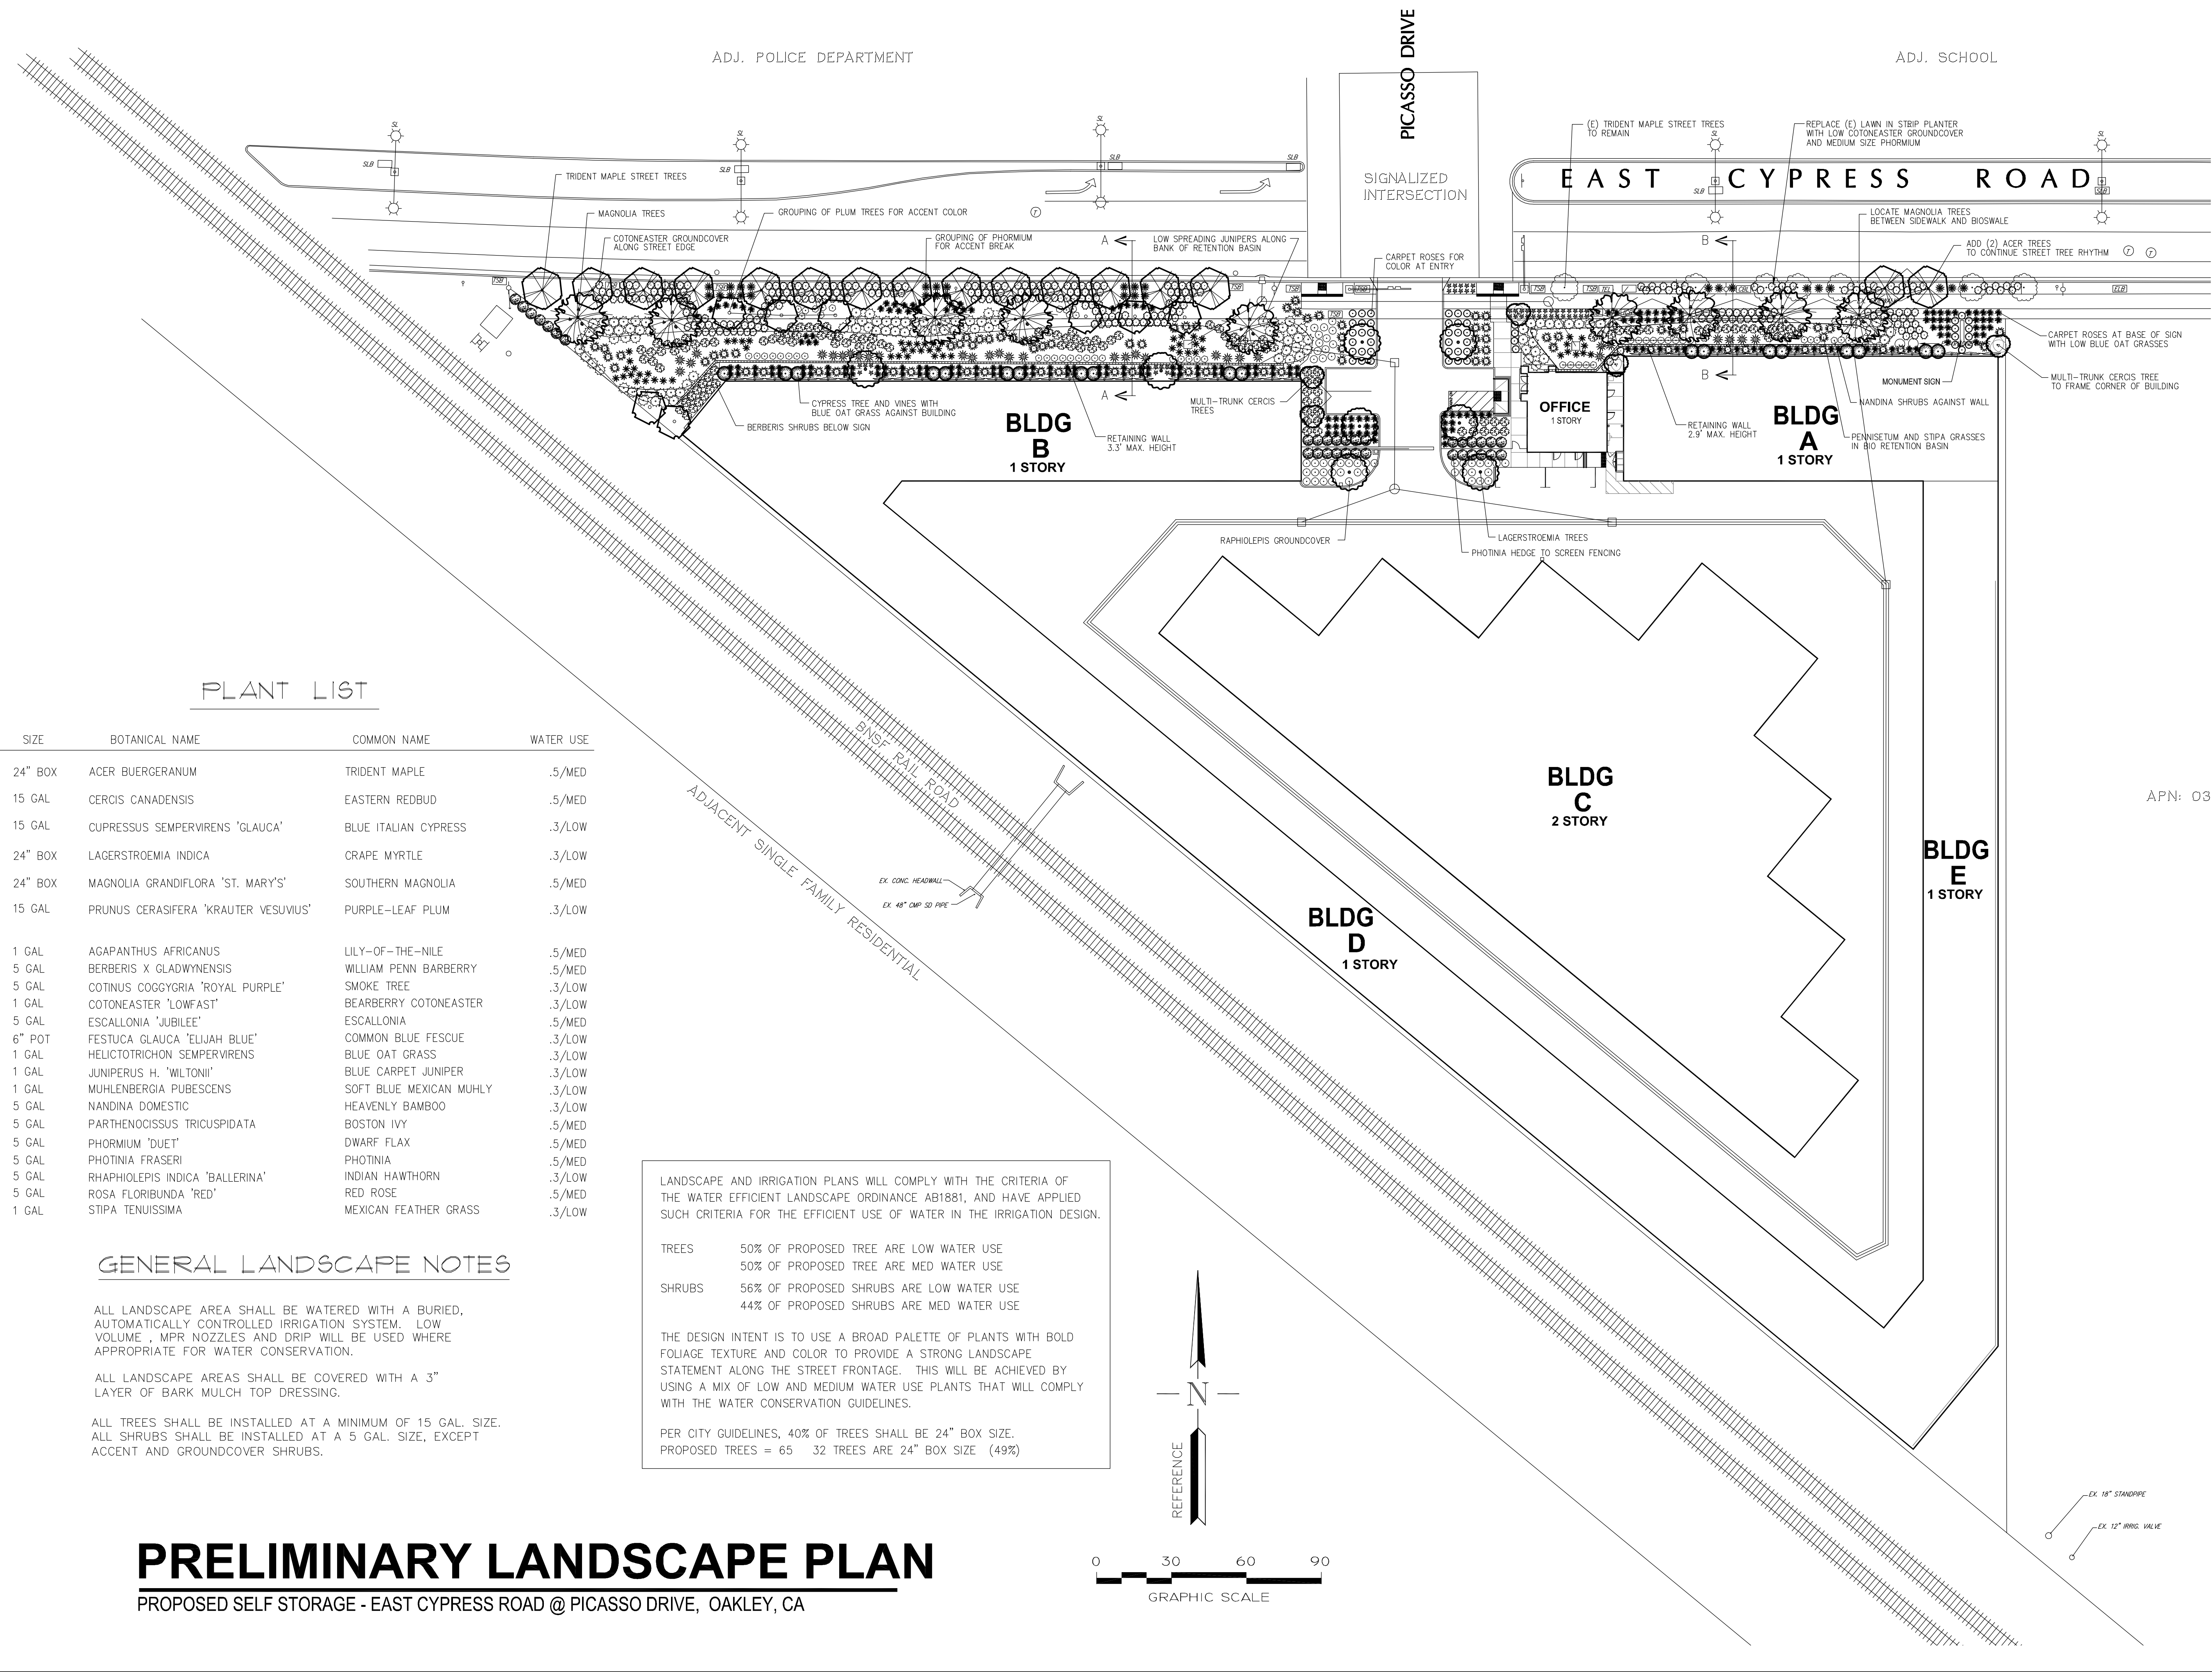 ADJ. POLICE DEPARTMENT
PICASSO DRIVE
ADJ. SCHOOL
SL
SL
SL
SL
SL
SLB
SLB
SLB
SLB
SLB
SLB
(E) TRIDENT MAPLE STREET TREES
TO REMAIN
REPLACE (E) LAWN IN STRIP PLANTER
WITH LOW COTONEASTER GROUNDCOVER
AND MEDIUM SIZE PHORMIUM
EAST CYPRESS ROAD
SIGNALIZED
INTERSECTION
TRIDENT MAPLE STREET TREES
MAGNOLIA TREES
GROUPING OF PLUM TREES FOR ACCENT COLOR
T
COTONEASTER GROUNDCOVER
ALONG STREET EDGE
GROUPING OF PHORMIUM
FOR ACCENT BREAK
A
LOW SPREADING JUNIPERS ALONG
BANK OF RETENTION BASIN
CARPET ROSES FOR
COLOR AT ENTRY
B
LOCATE MAGNOLIA TREES
BETWEEN SIDEWALK AND BIOSWALE
ADD (2) ACER TREES
TO CONTINUE STREET TREE RHYTHM
T
T
TSB
TSB
TSB
TSB
TSB
TSB
TSB
ELB
CARPET ROSES AT BASE OF SIGN
WITH LOW BLUE OAT GRASSES
MULTI-TRUNK CERCIS TREE
TO FRAME CORNER OF BUILDING
MONUMENT SIGN
NANDINA SHRUBS AGAINST WALL
A
B
CYPRESS TREE AND VINES WITH
BLUE OAT GRASS AGAINST BUILDING
BERBERIS SHRUBS BELOW SIGN
MULTI-TRUNK CERCIS
TREES
RETAINING WALL
3.3' MAX. HEIGHT
BLDG
B
1 STORY
OFFICE
1 STORY
RETAINING WALL
2.9' MAX. HEIGHT
BLDG
A
1 STORY
PENNISETUM AND STIPA GRASSES
IN BIO RETENTION BASIN
RAPHIOLEPIS GROUNDCOVER
LAGERSTROEMIA TREES
PHOTINIA HEDGE TO SCREEN FENCING
BNSF RAIL ROAD
ADJACENT SINGLE FAMILY RESIDENTIAL
EX. CONC. HEADWALL
EX. 48" CMP SD PIPE
BLDG
C
2 STORY
BLDG
D
1 STORY
BLDG
E
1 STORY
APN: 03
PLANT LIST
SIZE BOTANICAL NAME COMMON NAME WATER USE
24" BOX ACER BUERGERANUM TRIDENT MAPLE .5/MED
15 GAL CERCIS CANADENSIS EASTERN REDBUD .5/MED
15 GAL CUPRESSUS SEMPERVIRENS 'GLAUCA' BLUE ITALIAN CYPRESS .3/LOW
24" BOX LAGERSTROEMIA INDICA CRAPE MYRTLE .3/LOW
24" BOX MAGNOLIA GRANDIFLORA 'ST. MARY'S' SOUTHERN MAGNOLIA .5/MED
15 GAL PRUNUS CERASIFERA 'KRAUTER VESUVIUS' PURPLE-LEAF PLUM .3/LOW
1 GAL AGAPANTHUS AFRICANUS LILY-OF-THE-NILE .5/MED
5 GAL BERBERIS X GLADWYNENSIS WILLIAM PENN BARBERRY .5/MED
5 GAL COTINUS COGGYGRIA 'ROYAL PURPLE' SMOKE TREE .3/LOW
1 GAL COTONEASTER 'LOWFAST' BEARBERRY COTONEASTER .3/LOW
5 GAL ESCALLONIA 'JUBILEE' ESCALLONIA .5/MED
6" POT FESTUCA GLAUCA 'ELIJAH BLUE' COMMON BLUE FESCUE .3/LOW
1 GAL HELICTOTRICHON SEMPERVIRENS BLUE OAT GRASS .3/LOW
1 GAL JUNIPERUS H. 'WILTONII' BLUE CARPET JUNIPER .3/LOW
1 GAL MUHLENBERGIA PUBESCENS SOFT BLUE MEXICAN MUHLY .3/LOW
5 GAL NANDINA DOMESTIC HEAVENLY BAMBOO .3/LOW
5 GAL PARTHENOCISSUS TRICUSPIDATA BOSTON IVY .5/MED
5 GAL PHORMIUM 'DUET' DWARF FLAX .5/MED
5 GAL PHOTINIA FRASERI PHOTINIA .5/MED
5 GAL RHAPHIOLEPIS INDICA 'BALLERINA' INDIAN HAWTHORN .3/LOW
5 GAL ROSA FLORIBUNDA 'RED' RED ROSE .5/MED
1 GAL STIPA TENUISSIMA MEXICAN FEATHER GRASS .3/LOW
GENERAL LANDSCAPE NOTES
ALL LANDSCAPE AREA SHALL BE WATERED WITH A BURIED,
AUTOMATICALLY CONTROLLED IRRIGATION SYSTEM. LOW
VOLUME , MPR NOZZLES AND DRIP WILL BE USED WHERE
APPROPRIATE FOR WATER CONSERVATION.
ALL LANDSCAPE AREAS SHALL BE COVERED WITH A 3"
LAYER OF BARK MULCH TOP DRESSING.
ALL TREES SHALL BE INSTALLED AT A MINIMUM OF 15 GAL. SIZE.
ALL SHRUBS SHALL BE INSTALLED AT A 5 GAL. SIZE, EXCEPT
ACCENT AND GROUNDCOVER SHRUBS.
LANDSCAPE AND IRRIGATION PLANS WILL COMPLY WITH THE CRITERIA OF
THE WATER EFFICIENT LANDSCAPE ORDINANCE AB1881, AND HAVE APPLIED
SUCH CRITERIA FOR THE EFFICIENT USE OF WATER IN THE IRRIGATION DESIGN.
TREES 50% OF PROPOSED TREE ARE LOW WATER USE
50% OF PROPOSED TREE ARE MED WATER USE
SHRUBS 56% OF PROPOSED SHRUBS ARE LOW WATER USE
44% OF PROPOSED SHRUBS ARE MED WATER USE
THE DESIGN INTENT IS TO USE A BROAD PALETTE OF PLANTS WITH BOLD
FOLIAGE TEXTURE AND COLOR TO PROVIDE A STRONG LANDSCAPE
STATEMENT ALONG THE STREET FRONTAGE. THIS WILL BE ACHIEVED BY
USING A MIX OF LOW AND MEDIUM WATER USE PLANTS THAT WILL COMPLY
WITH THE WATER CONSERVATION GUIDELINES.
PER CITY GUIDELINES, 40% OF TREES SHALL BE 24" BOX SIZE.
PROPOSED TREES = 65 32 TREES ARE 24" BOX SIZE (49%)
N
REFERENCE
0 30 60 90
GRAPHIC SCALE
EX. 18" STANDPIPE
EX. 12" IRRIG. VALVE
PRELIMINARY LANDSCAPE PLAN
PROPOSED SELF STORAGE - EAST CYPRESS ROAD @ PICASSO DRIVE, OAKLEY, CA